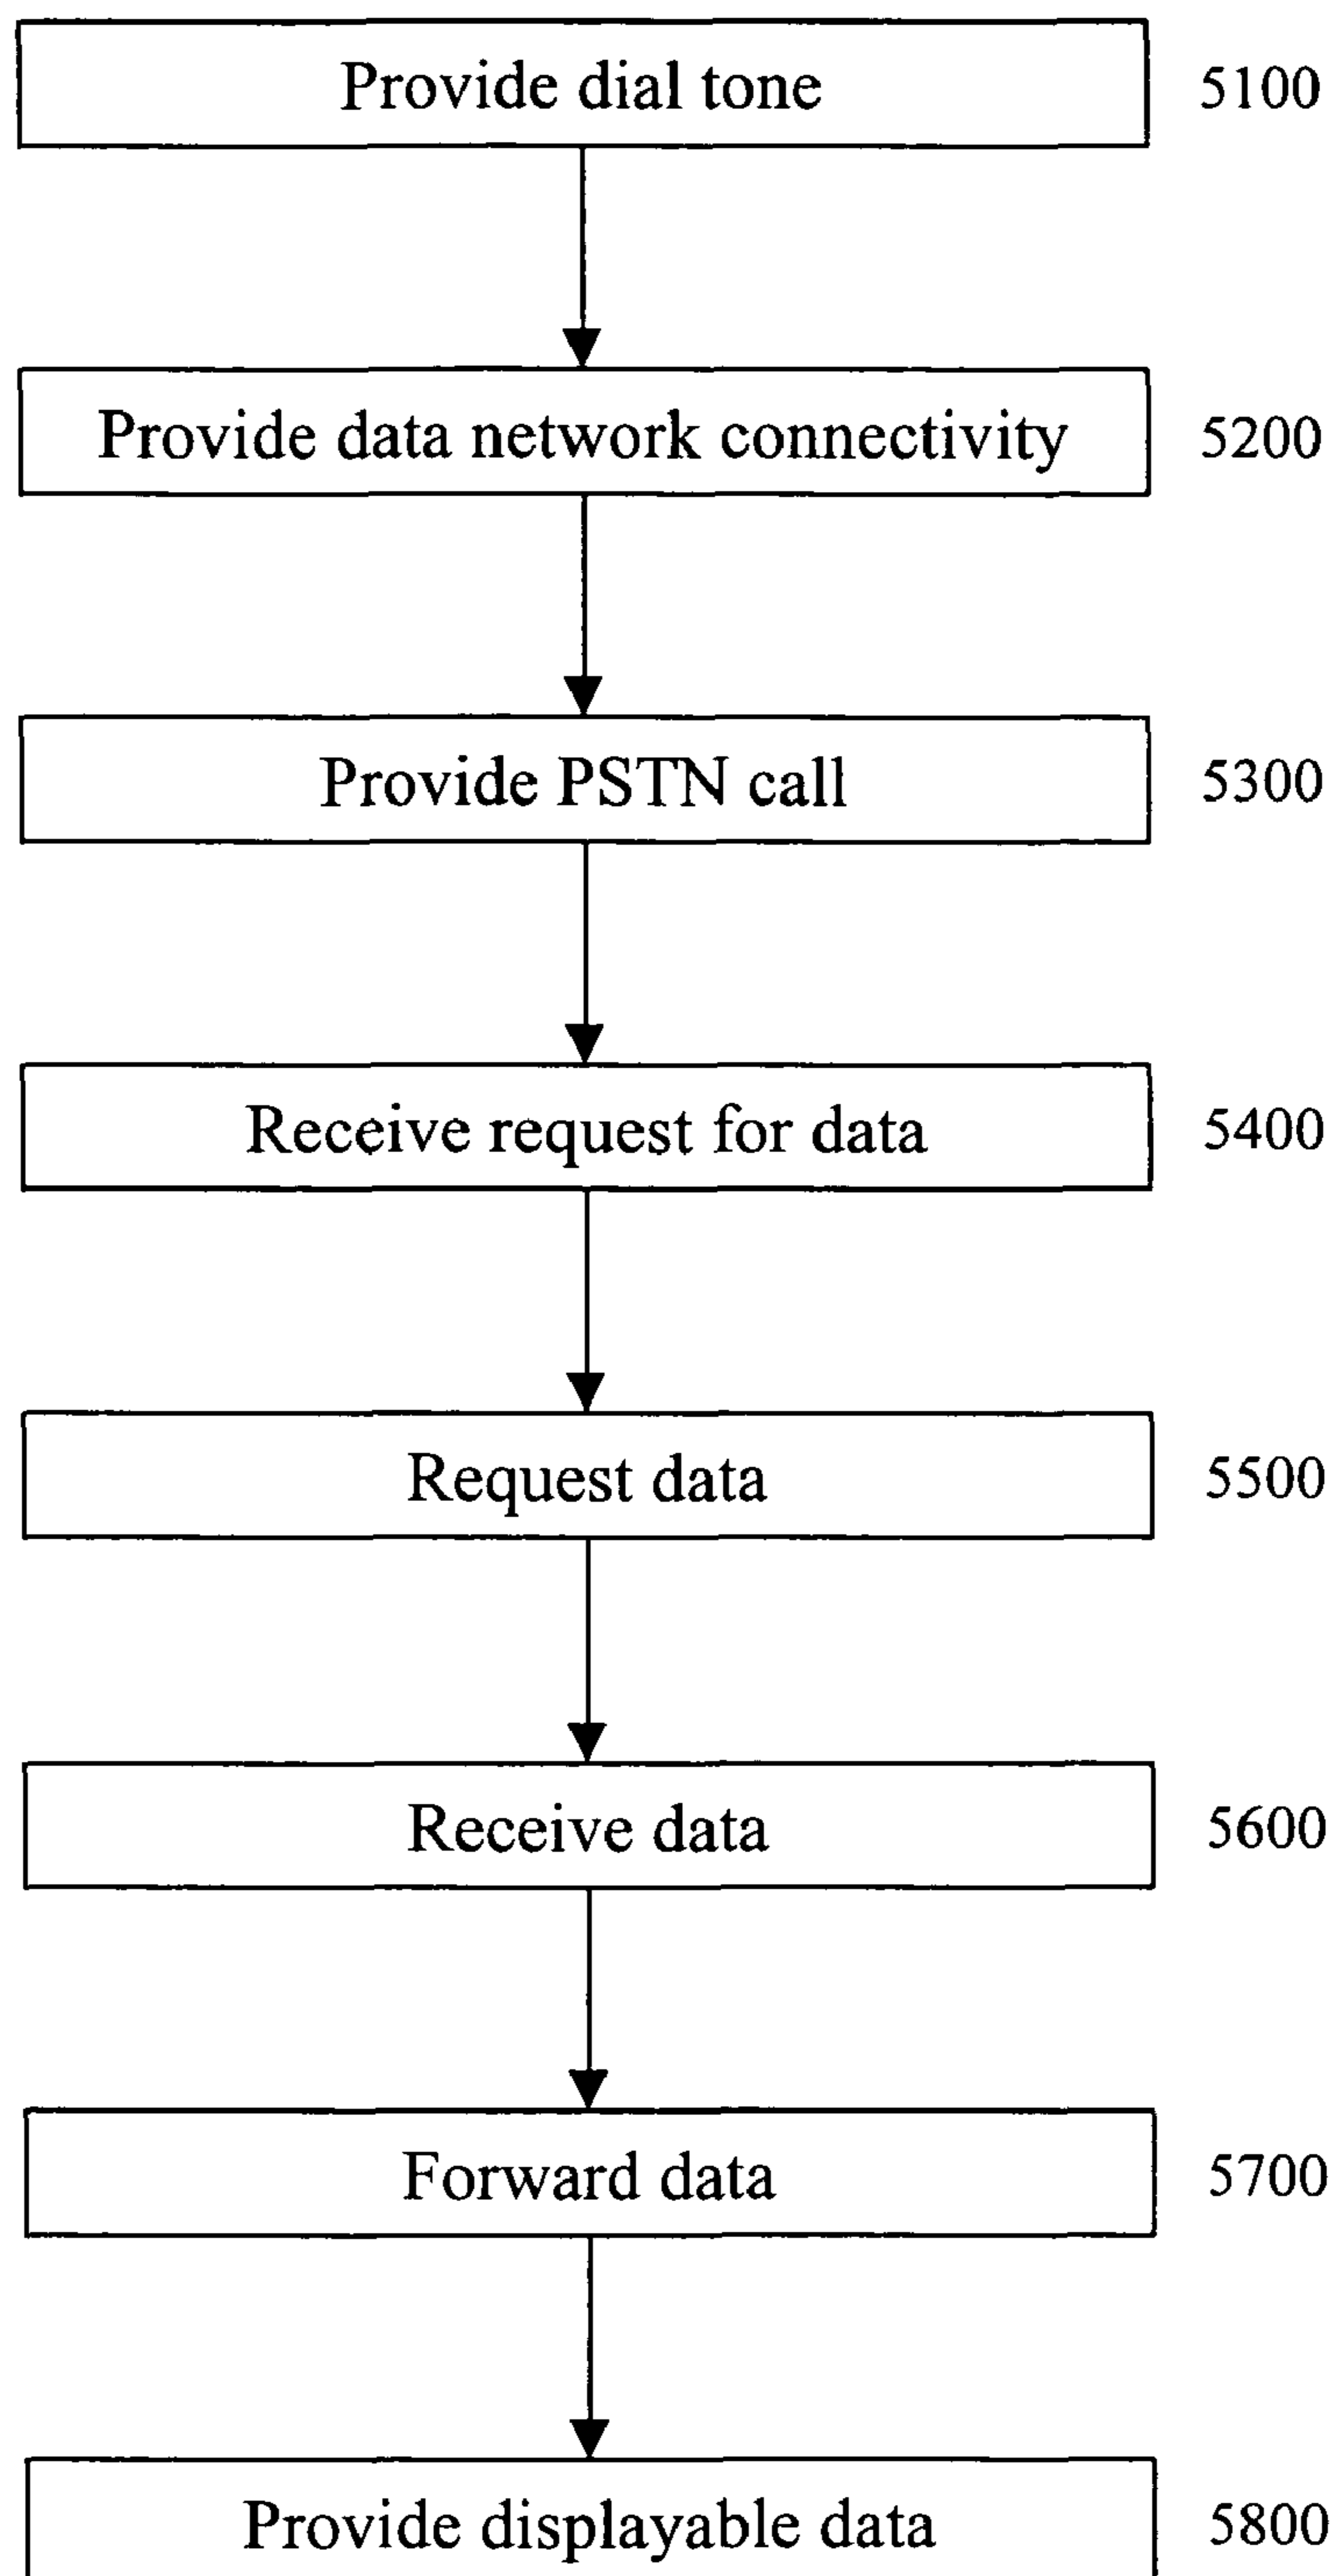 Provide dial tone 5100
Provide data network connectivity 5200
Provide PSTN call 5300
Receive request for data 5400
Request data 5500
Receive data 5600
Forward data 5700
Provide displayable data 5800